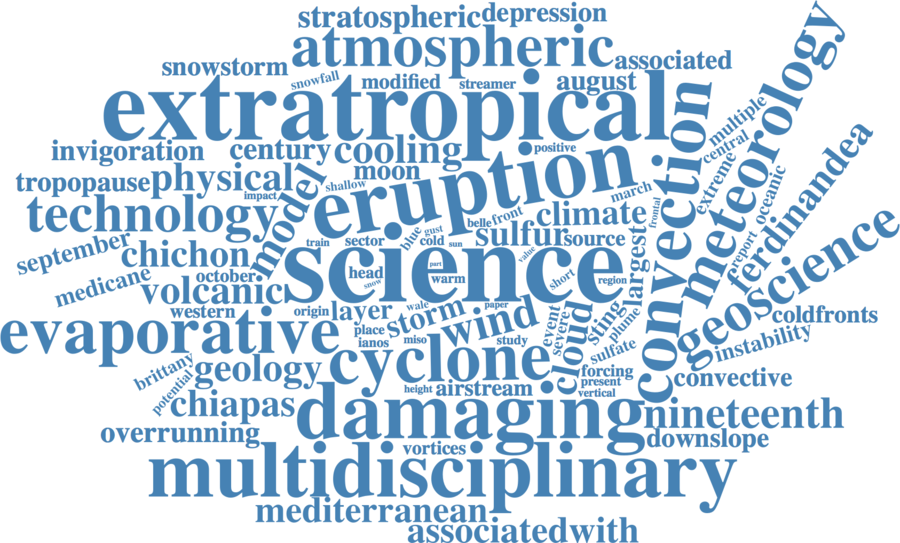 stratospheric
depression
atmospheric
associated
snowstorm
snowfall
modified
streamer
august
extratropical
meteorology
convection
multiple
central
extreme
invigoration
century
cooling
positive
eruption
moon
shallow
tropopause
physical
impact
model
march
frontal
oceanic
report
ferdinandea
technology
belle
front
climate
blue
gust
sulfur
source
largest
september
chichon
train
sector
cold
sun
value
science
geoscience
head
part
warm
snow
short
region
medicane
october
volcanic
western
origin
layer
wale
paper
storm
wind
event
severe
cloud
sting
plume
coldfronts
instability
evaporative
place
ianos
miso
study
sulfate
cyclone
forcing
present
vertical
convective
brittany
potential
geology
height
airstream
chiapas
damaging
nineteenth
overrunning
downslope
vortices
multidisciplinary
mediterranean
associatedwith